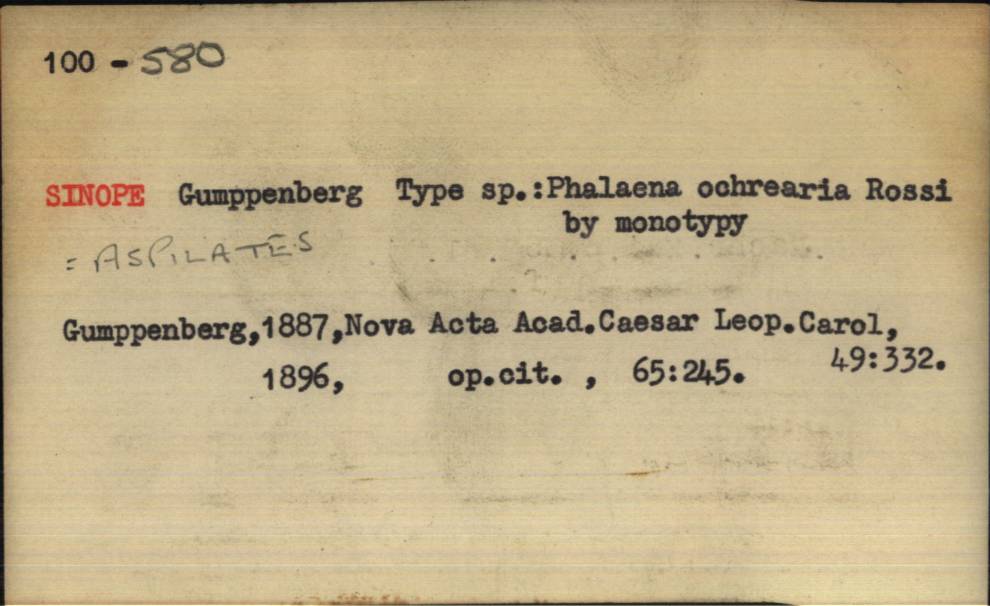 100 - 580
SINOPE Gumppenberg Type sp.:Phalaena ochrearia Rossi
by monotypy
= ASPILATES
Gumppenberg,1887,Nova Acta Acad.Caesar Leop.Carol,
49:332.
1896, op.cit. , 65:245.